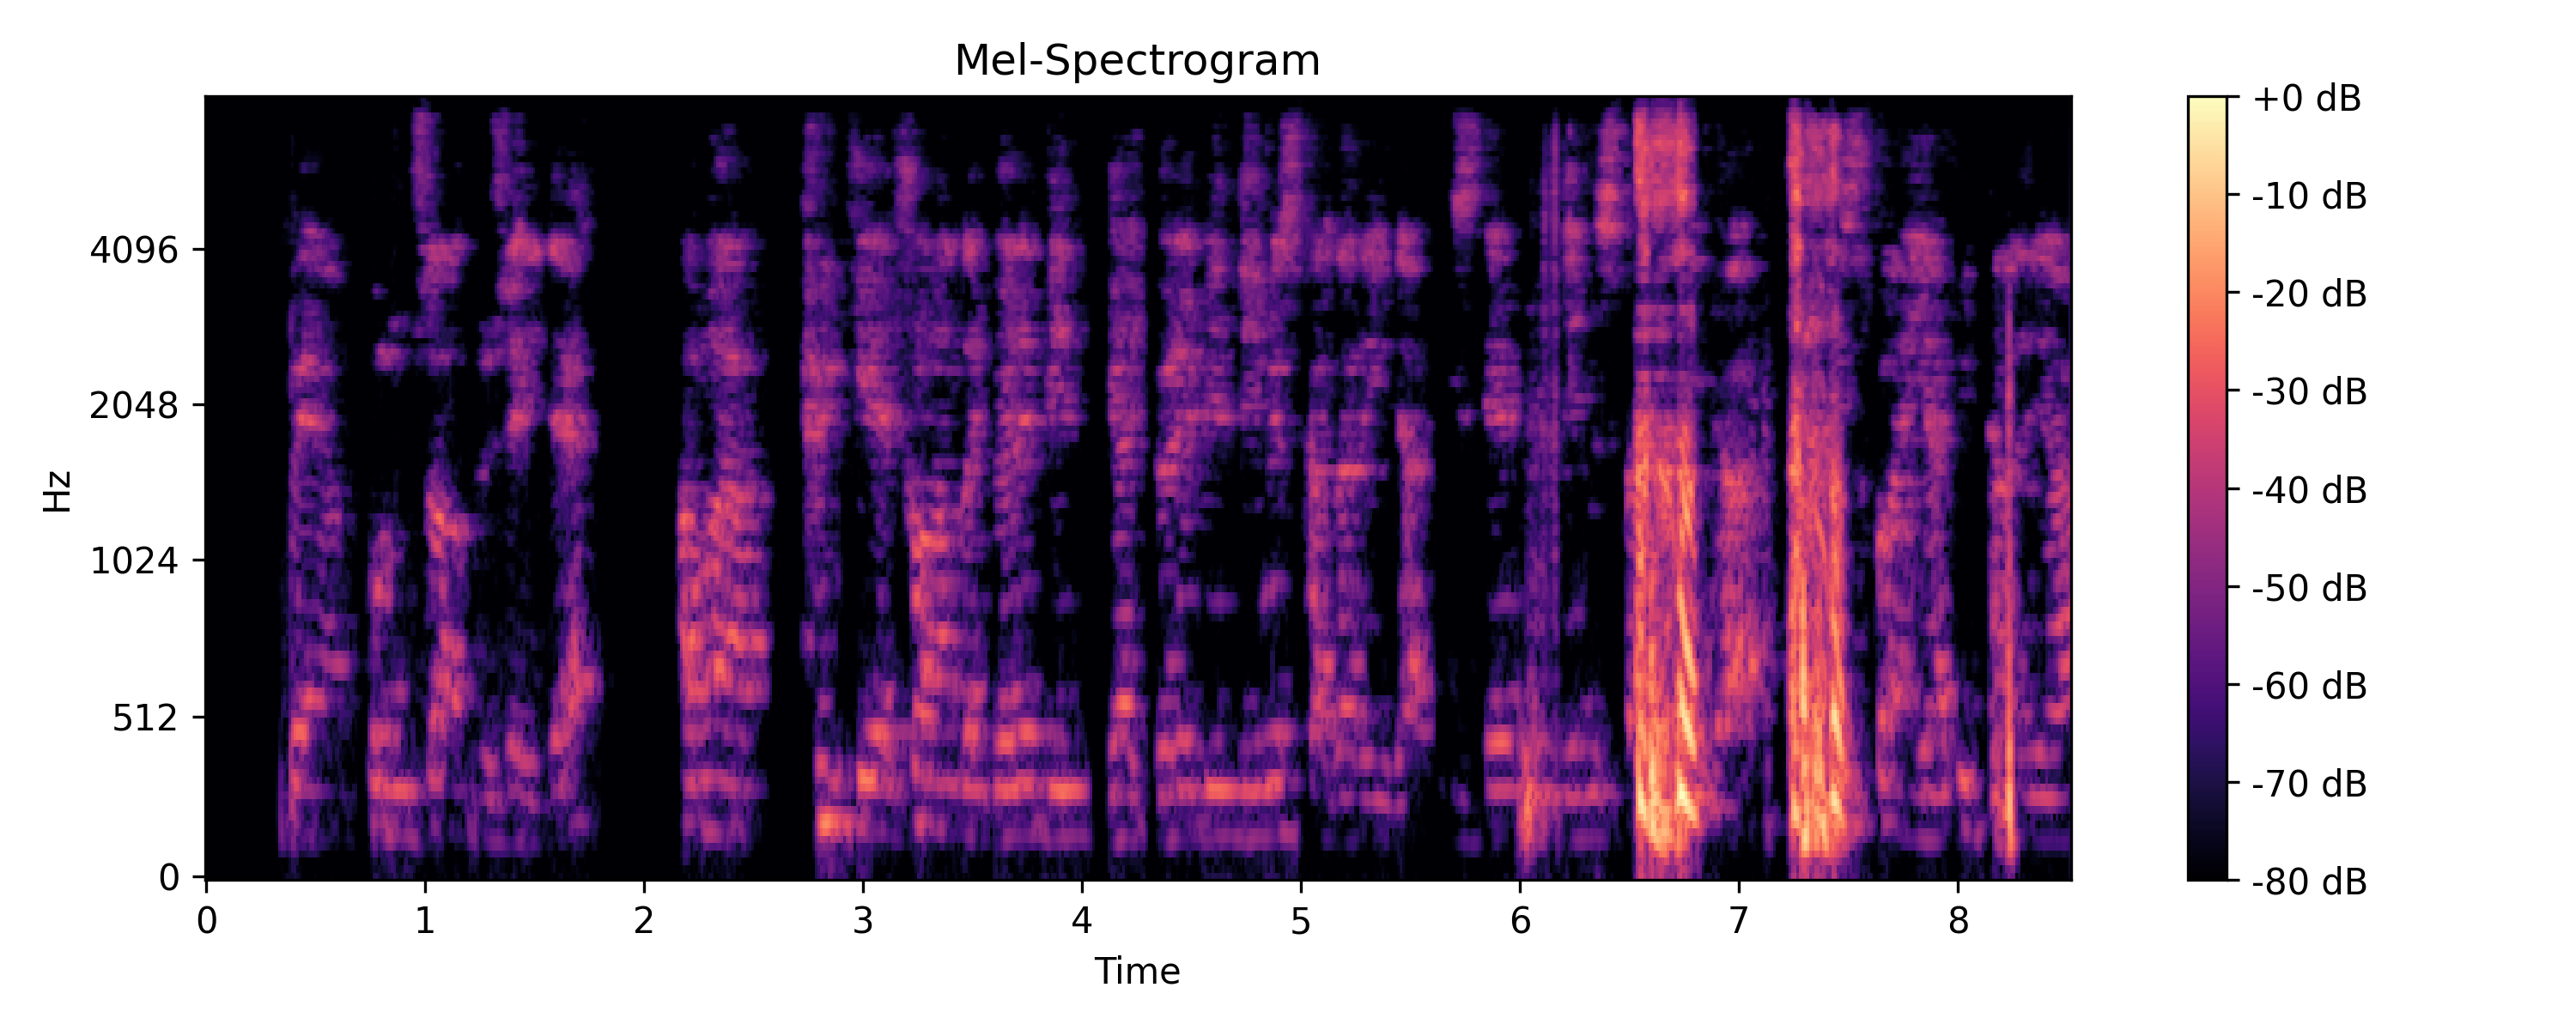 Mel-Spectrogram
+0 dB
-10 dB
-20 dB
-30 dB
-40 dB
-50 dB
-60 dB
-70 dB
-80 dB
Hz
4096
2048
1024
512
0
0 1 2 3 4 5 6 7 8
Time